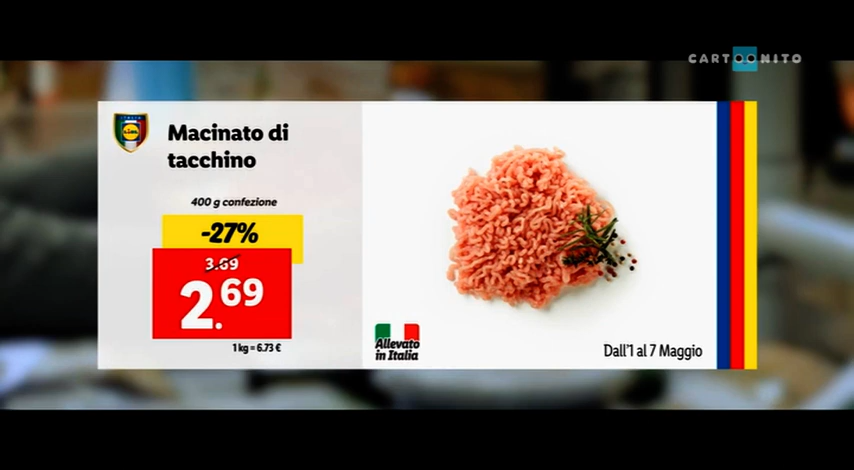 CARTOONITO
Macinato di
tacchino
400 g confezione
-27%
3.69
2.69
1 kg = 6.73 €
Allevato
in Italia
Dall'1 al 7 Maggio